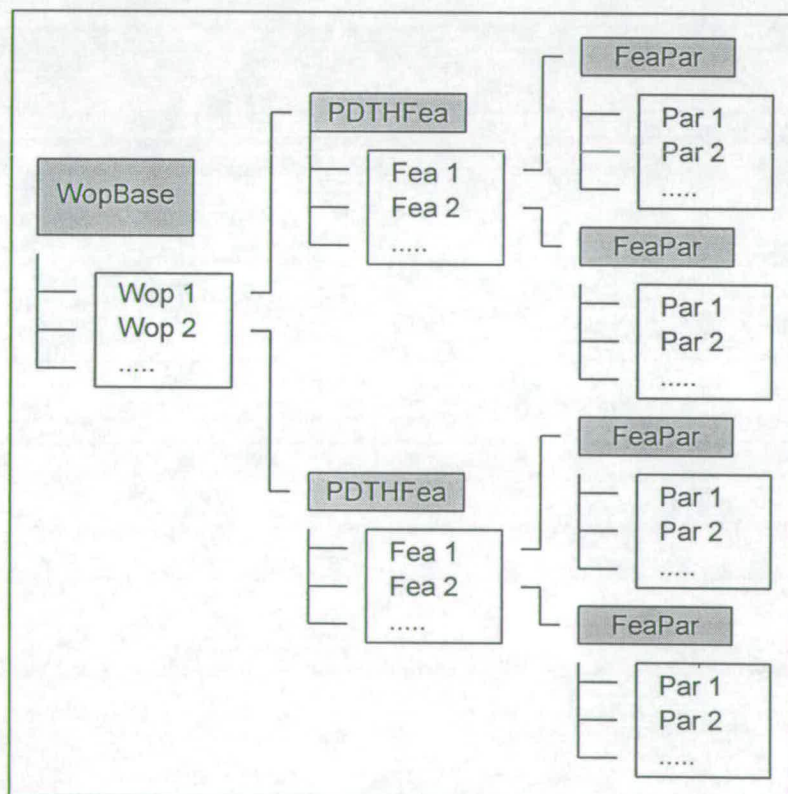 WopBase
Wop 1
Wop 2
.....
PDTHFea
Fea 1
Fea 2
.....
FeaPar
Par 1
Par 2
.....
FeaPar
Par 1
Par 2
.....
PDTHFea
Fea 1
Fea 2
.....
FeaPar
Par 1
Par 2
.....
FeaPar
Par 1
Par 2
.....